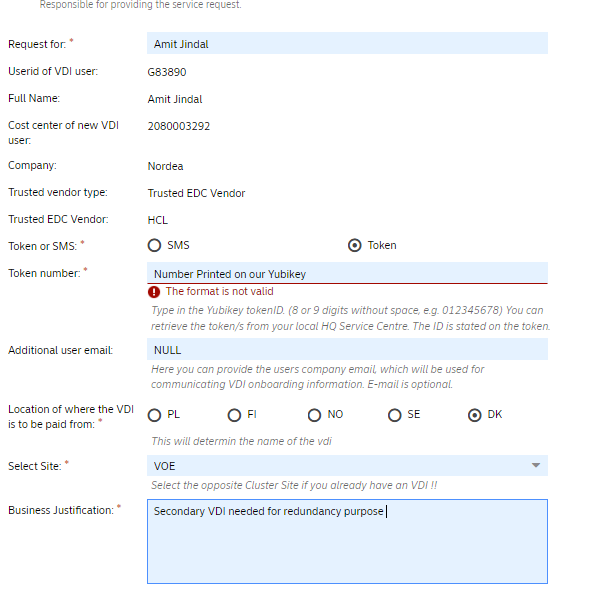 Responsible for providing the service request.
Request for: * Amit Jindal
Userid of VDI user: G83890
Full Name: Amit Jindal
Cost center of new VDI user: 2080003292
Company: Nordea
Trusted vendor type: Trusted EDC Vendor
Trusted EDC Vendor: HCL
Token or SMS: * SMS Token
Token number: * Number Printed on our Yubikey
The format is not valid
Type in the Yubikey tokenID. (8 or 9 digits without space, e.g. 012345678) You can
retrieve the token/s from your local HQ Service Centre. The ID is stated on the token.
Additional user email: NULL
Here you can provide the users company email, which will be used for
communicating VDI onboarding information. E-mail is optional.
Location of where the VDI
is to be paid from: * PL FI NO SE DK
This will determin the name of the vdi
Select Site: * VOE
Select the opposite Cluster Site if you already have an VDI !!
Business Justification: * Secondary VDI needed for redundancy purpose